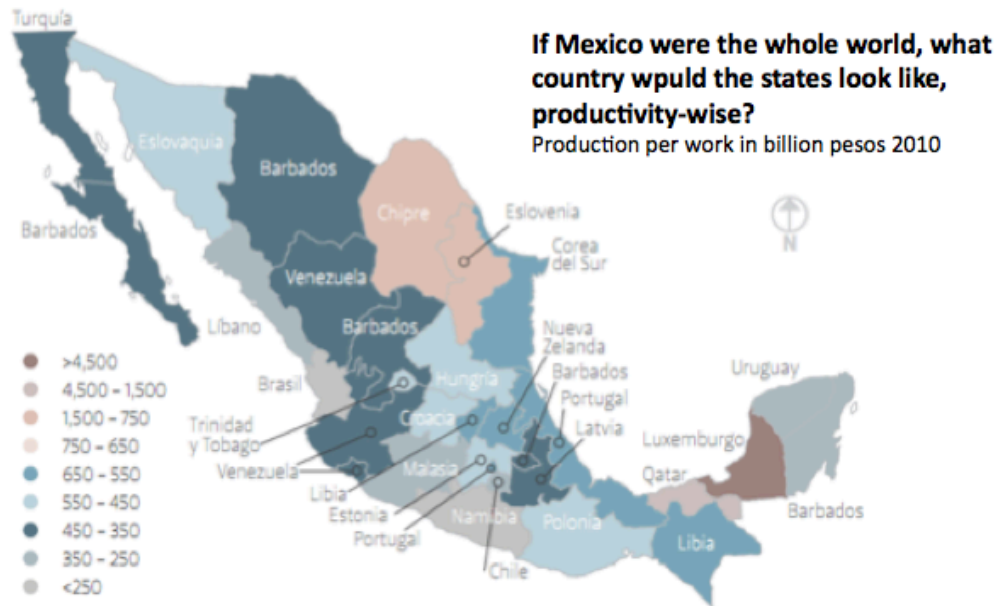 Turquía
If Mexico were the whole world, what
country wpuld the states look like,
productivity-wise?
Production per work in billion pesos 2010
Eslovaquia
Barbados
Chipre
Eslovenia
N
Barbados
Corea
del Sur
Venezuela
Líbano
Barbados
Nueva
Zelanda
>4,500
4,500 – 1,500
1,500 – 750
750 – 650
650 – 550
550 – 450
450 – 350
350 – 250
<250
Brasil
Hungría
Barbados
Uruguay
Portugal
Trinidad
y Tobago
Croacia
Latvia
Luxemburgo
Venezuela
Malasia
Qatar
Libia
Estonia
Portugal
Namibia
Polonia
Barbados
Libia
Chile